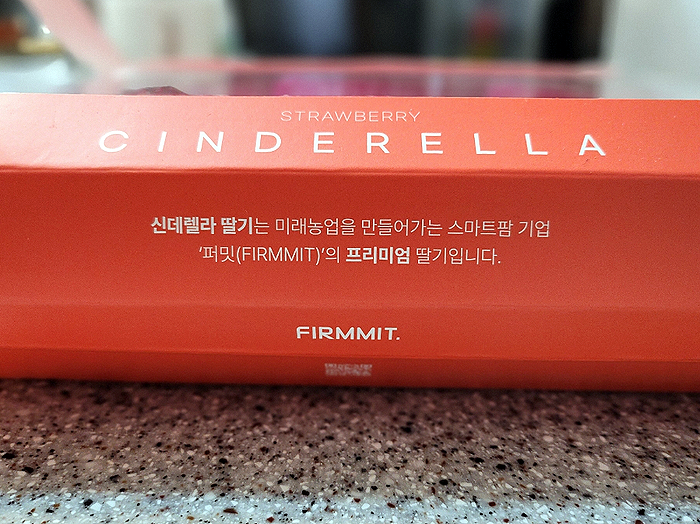 STRAWBERRY
CINDERELLA
신데렐라 딸기는 미래농업을 만들어가는 스마트팜 기업
‘퍼밋(FIRMMIT)’의 프리미엄 딸기입니다.
FIRMMIT.